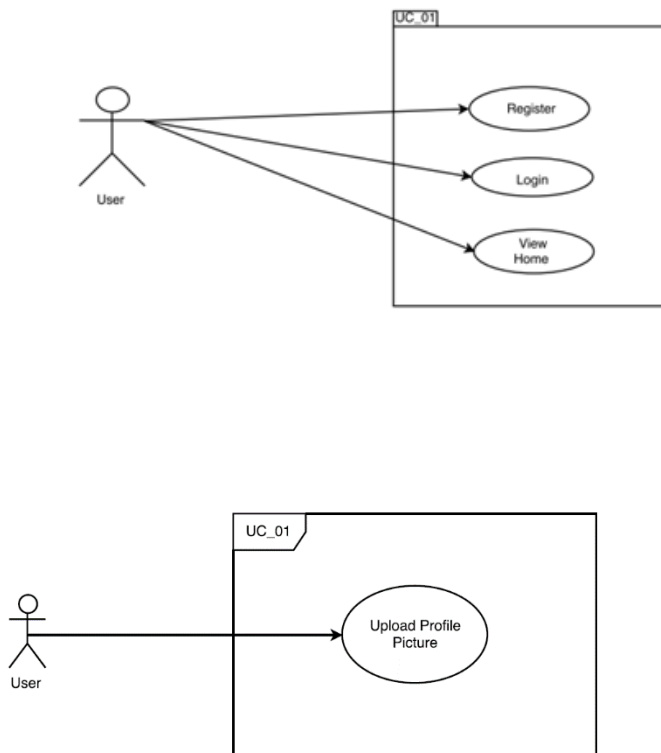 UC_01
Register
Login
User
View
Home
UC_01
Upload Profile
Picture
User